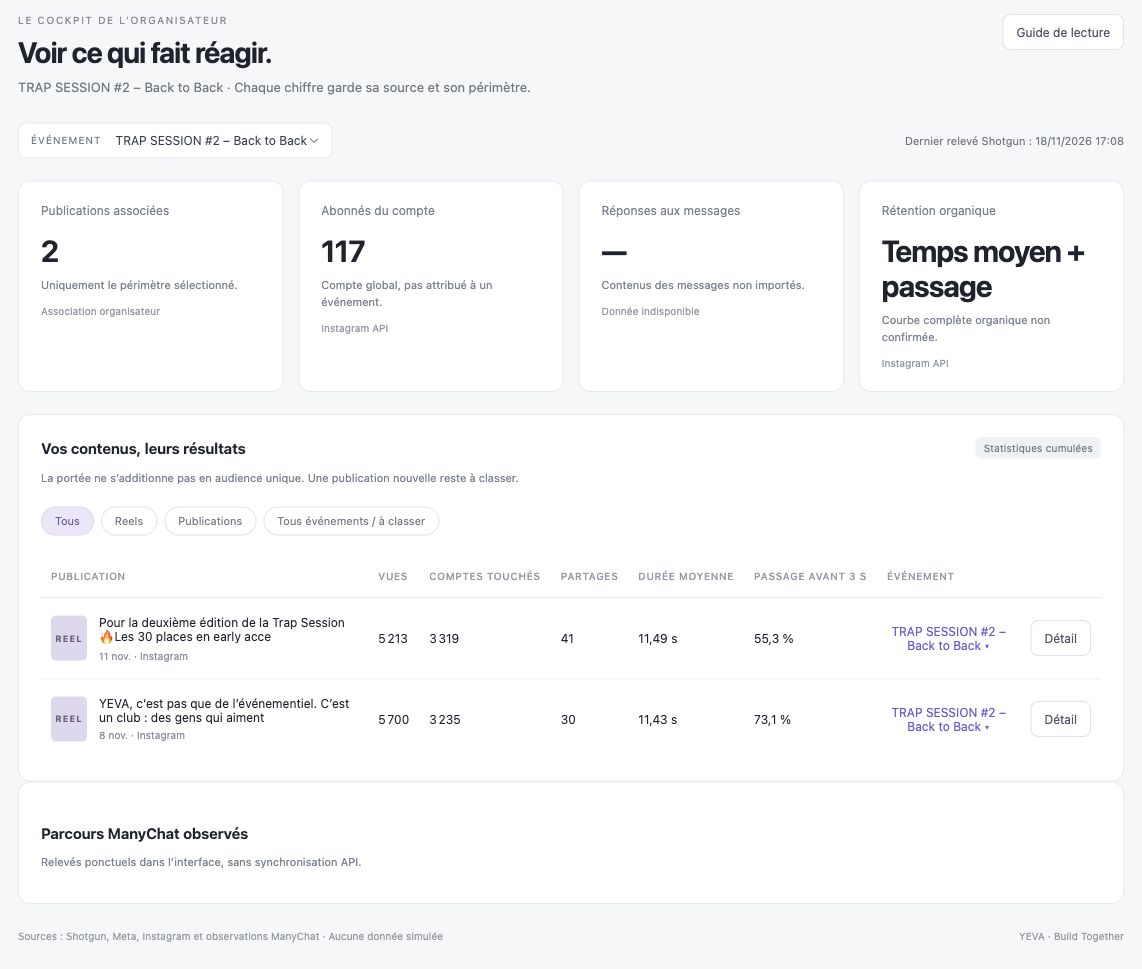 LE COCKPIT DE L'ORGANISATEUR
Voir ce qui fait réagir.
TRAP SESSION #2 – Back to Back · Chaque chiffre garde sa source et son périmètre.
Guide de lecture
ÉVÉNEMENT TRAP SESSION #2 – Back to Back
Dernier relevé Shotgun : 18/11/2026 17:08
Publications associées
2
Uniquement le périmètre sélectionné.
Association organisateur
Abonnés du compte
117
Compte global, pas attribué à un
événement.
Instagram API
Réponses aux messages
—
Contenus des messages non importés.
Donnée indisponible
Rétention organique
Temps moyen +
passage
Courbe complète organique non
confirmée.
Instagram API
Vos contenus, leurs résultats
Statistiques cumulées
La portée ne s'additionne pas en audience unique. Une publication nouvelle reste à classer.
Tous Reels Publications Tous événements / à classer
PUBLICATION VUES COMPTES TOUCHÉS PARTAGES DURÉE MOYENNE PASSAGE AVANT 3 S ÉVÉNEMENT
REEL
Pour la deuxième édition de la Trap Session
🔥Les 30 places en early acce
11 nov. · Instagram
5 213 3 319 41 11,49 s 55,3 %
TRAP SESSION #2 –
Back to Back ▾
Détail
REEL
YEVA, c'est pas que de l'événementiel. C'est
un club : des gens qui aiment
8 nov. · Instagram
5 700 3 235 30 11,43 s 73,1 %
TRAP SESSION #2 –
Back to Back ▾
Détail
Parcours ManyChat observés
Relevés ponctuels dans l'interface, sans synchronisation API.
Sources : Shotgun, Meta, Instagram et observations ManyChat · Aucune donnée simulée
YEVA · Build Together